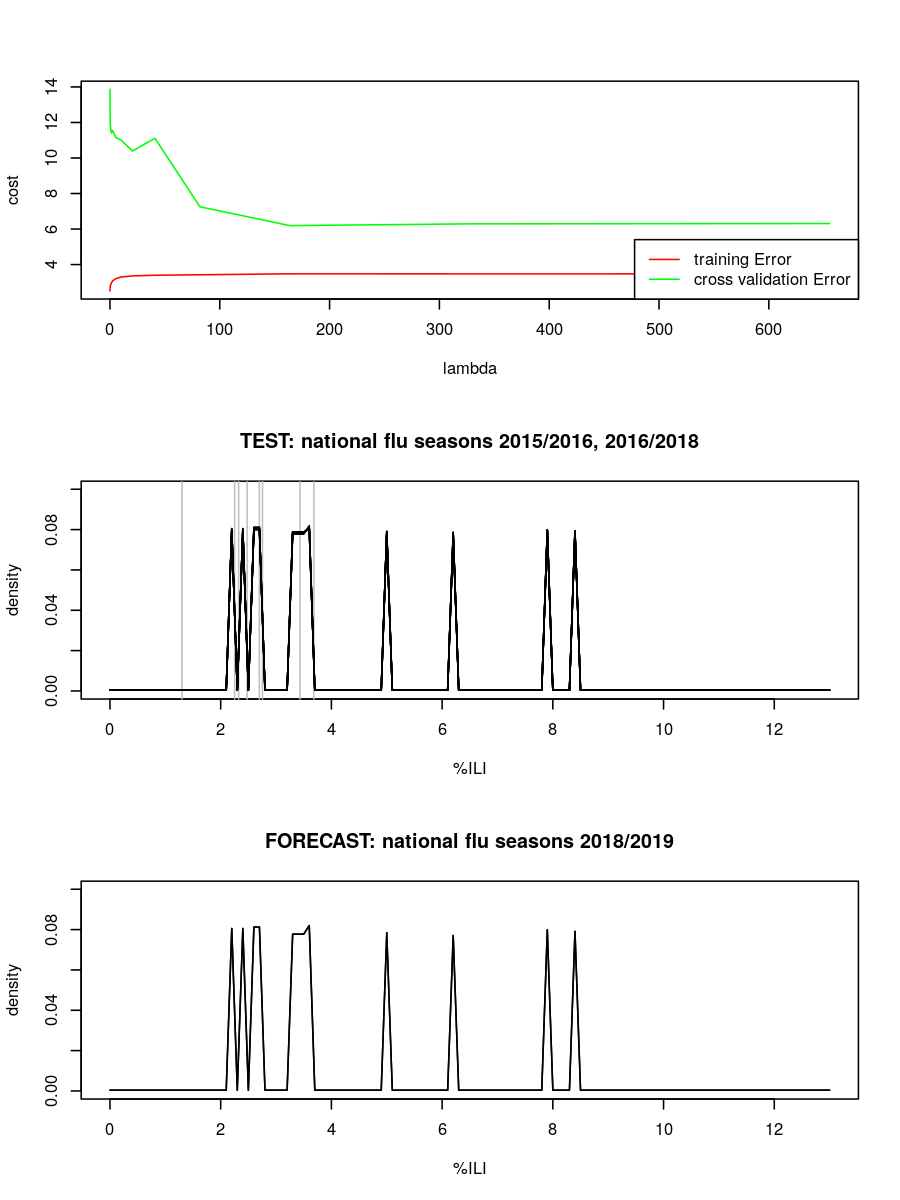 14
12
10
8
6
4
cost
training Error
cross validation Error
0 100 200 300 400 500 600
lambda
TEST: national flu seasons 2015/2016, 2016/2018
0.08
0.04
0.00
density
0 2 4 6 8 10 12
%ILI
FORECAST: national flu seasons 2018/2019
0.08
0.04
0.00
density
0 2 4 6 8 10 12
%ILI